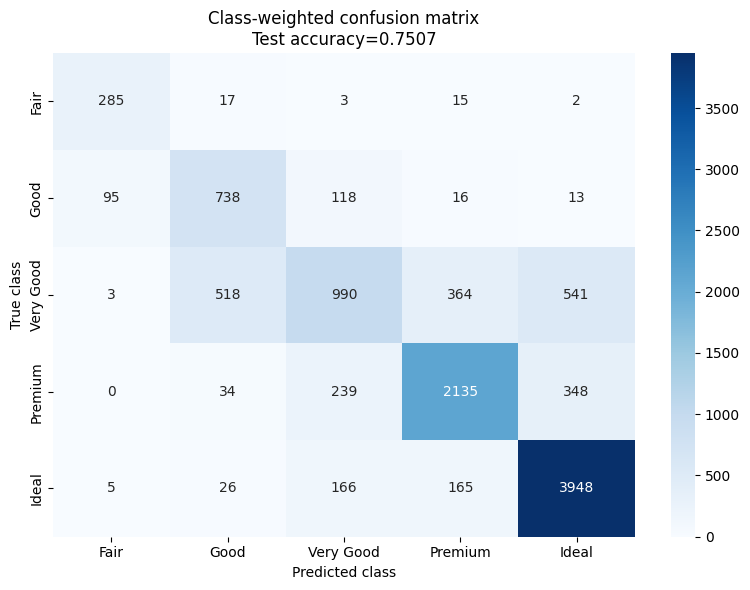 Class-weighted confusion matrix
Test accuracy=0.7507
Fair 285 17 3 15 2
Good 95 738 118 16 13
Very Good 3 518 990 364 541
Premium 0 34 239 2135 348
Ideal 5 26 166 165 3948
Fair Good Very Good Premium Ideal
Predicted class
True class
3500
3000
2500
2000
1500
1000
500
0